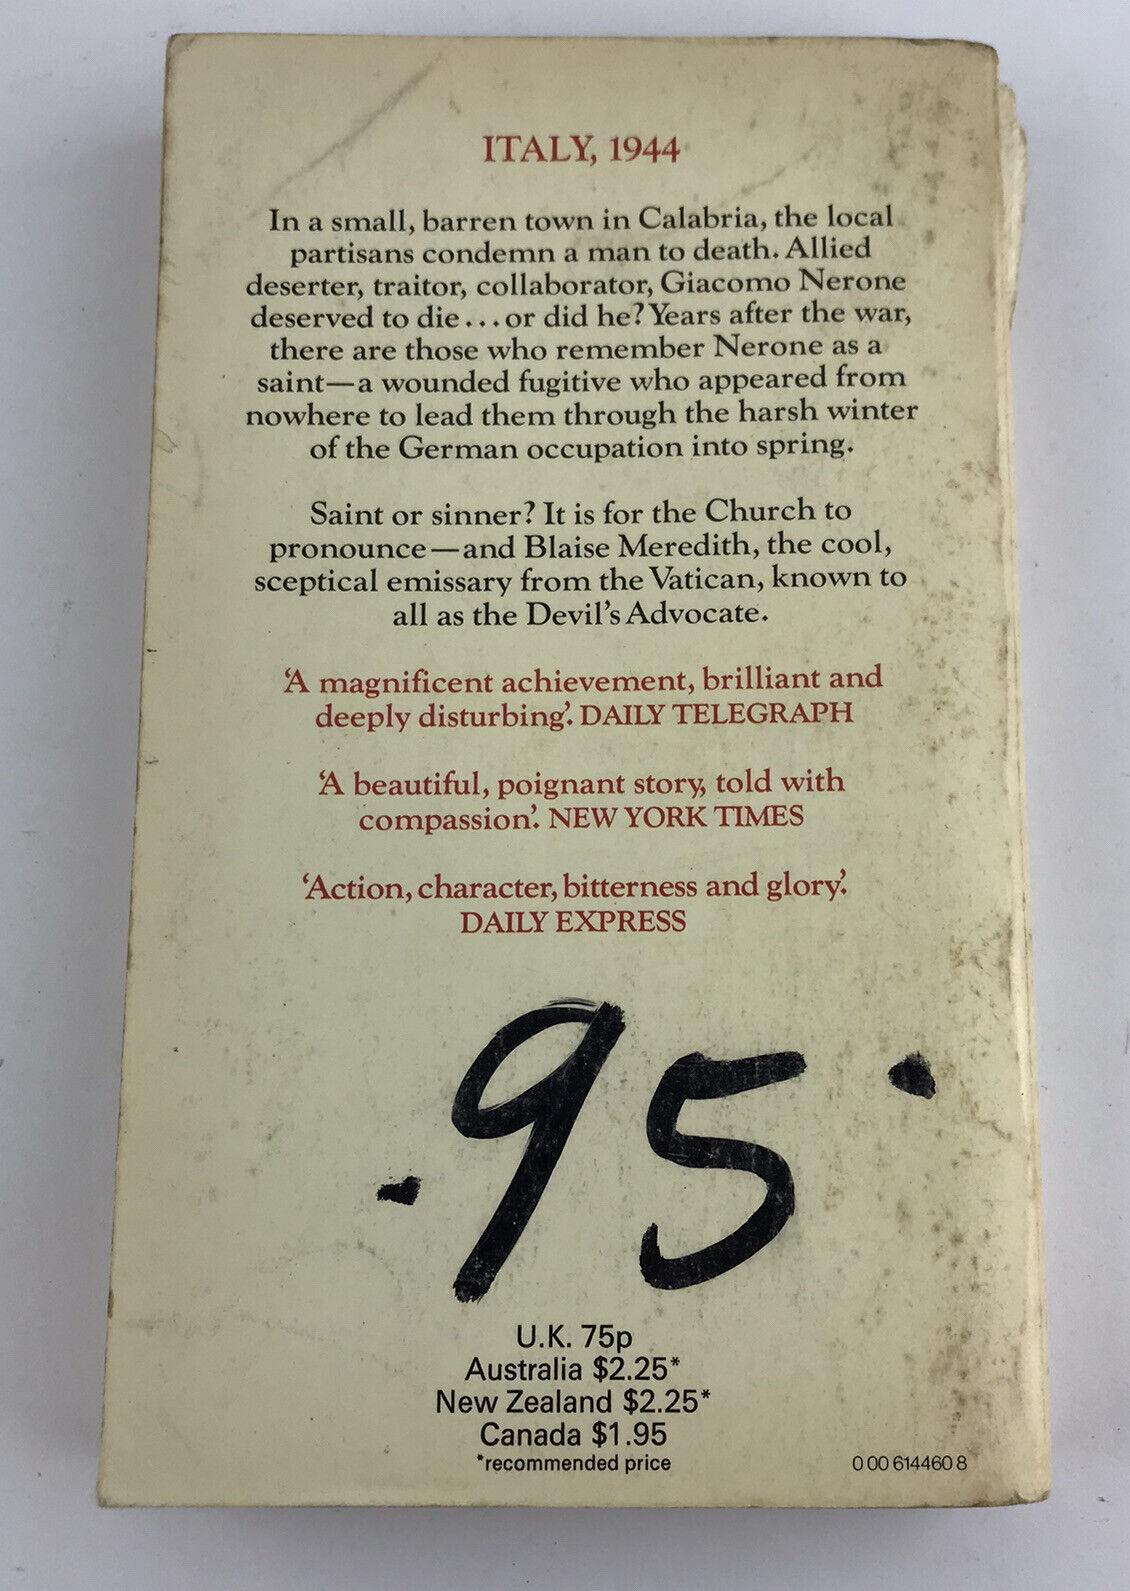 ITALY, 1944
In a small, barren town in Calabria, the local
partisans condemn a man to death. Allied
deserter, traitor, collaborator, Giacomo Nerone
deserved to die...or did he? Years after the war,
there are those who remember Nerone as a
saint—a wounded fugitive who appeared from
nowhere to lead them through the harsh winter
of the German occupation into spring.
Saint or sinner? It is for the Church to
pronounce—and Blaise Meredith, the cool,
sceptical emissary from the Vatican, known to
all as the Devil's Advocate.
'A magnificent achievement, brilliant and
deeply disturbing'. DAILY TELEGRAPH
'A beautiful, poignant story, told with
compassion'. NEW YORK TIMES
'Action, character, bitterness and glory'.
DAILY EXPRESS
.95
U.K. 75p
Australia $2.25*
New Zealand $2.25*
Canada $1.95
*recommended price
0 00 614460 8